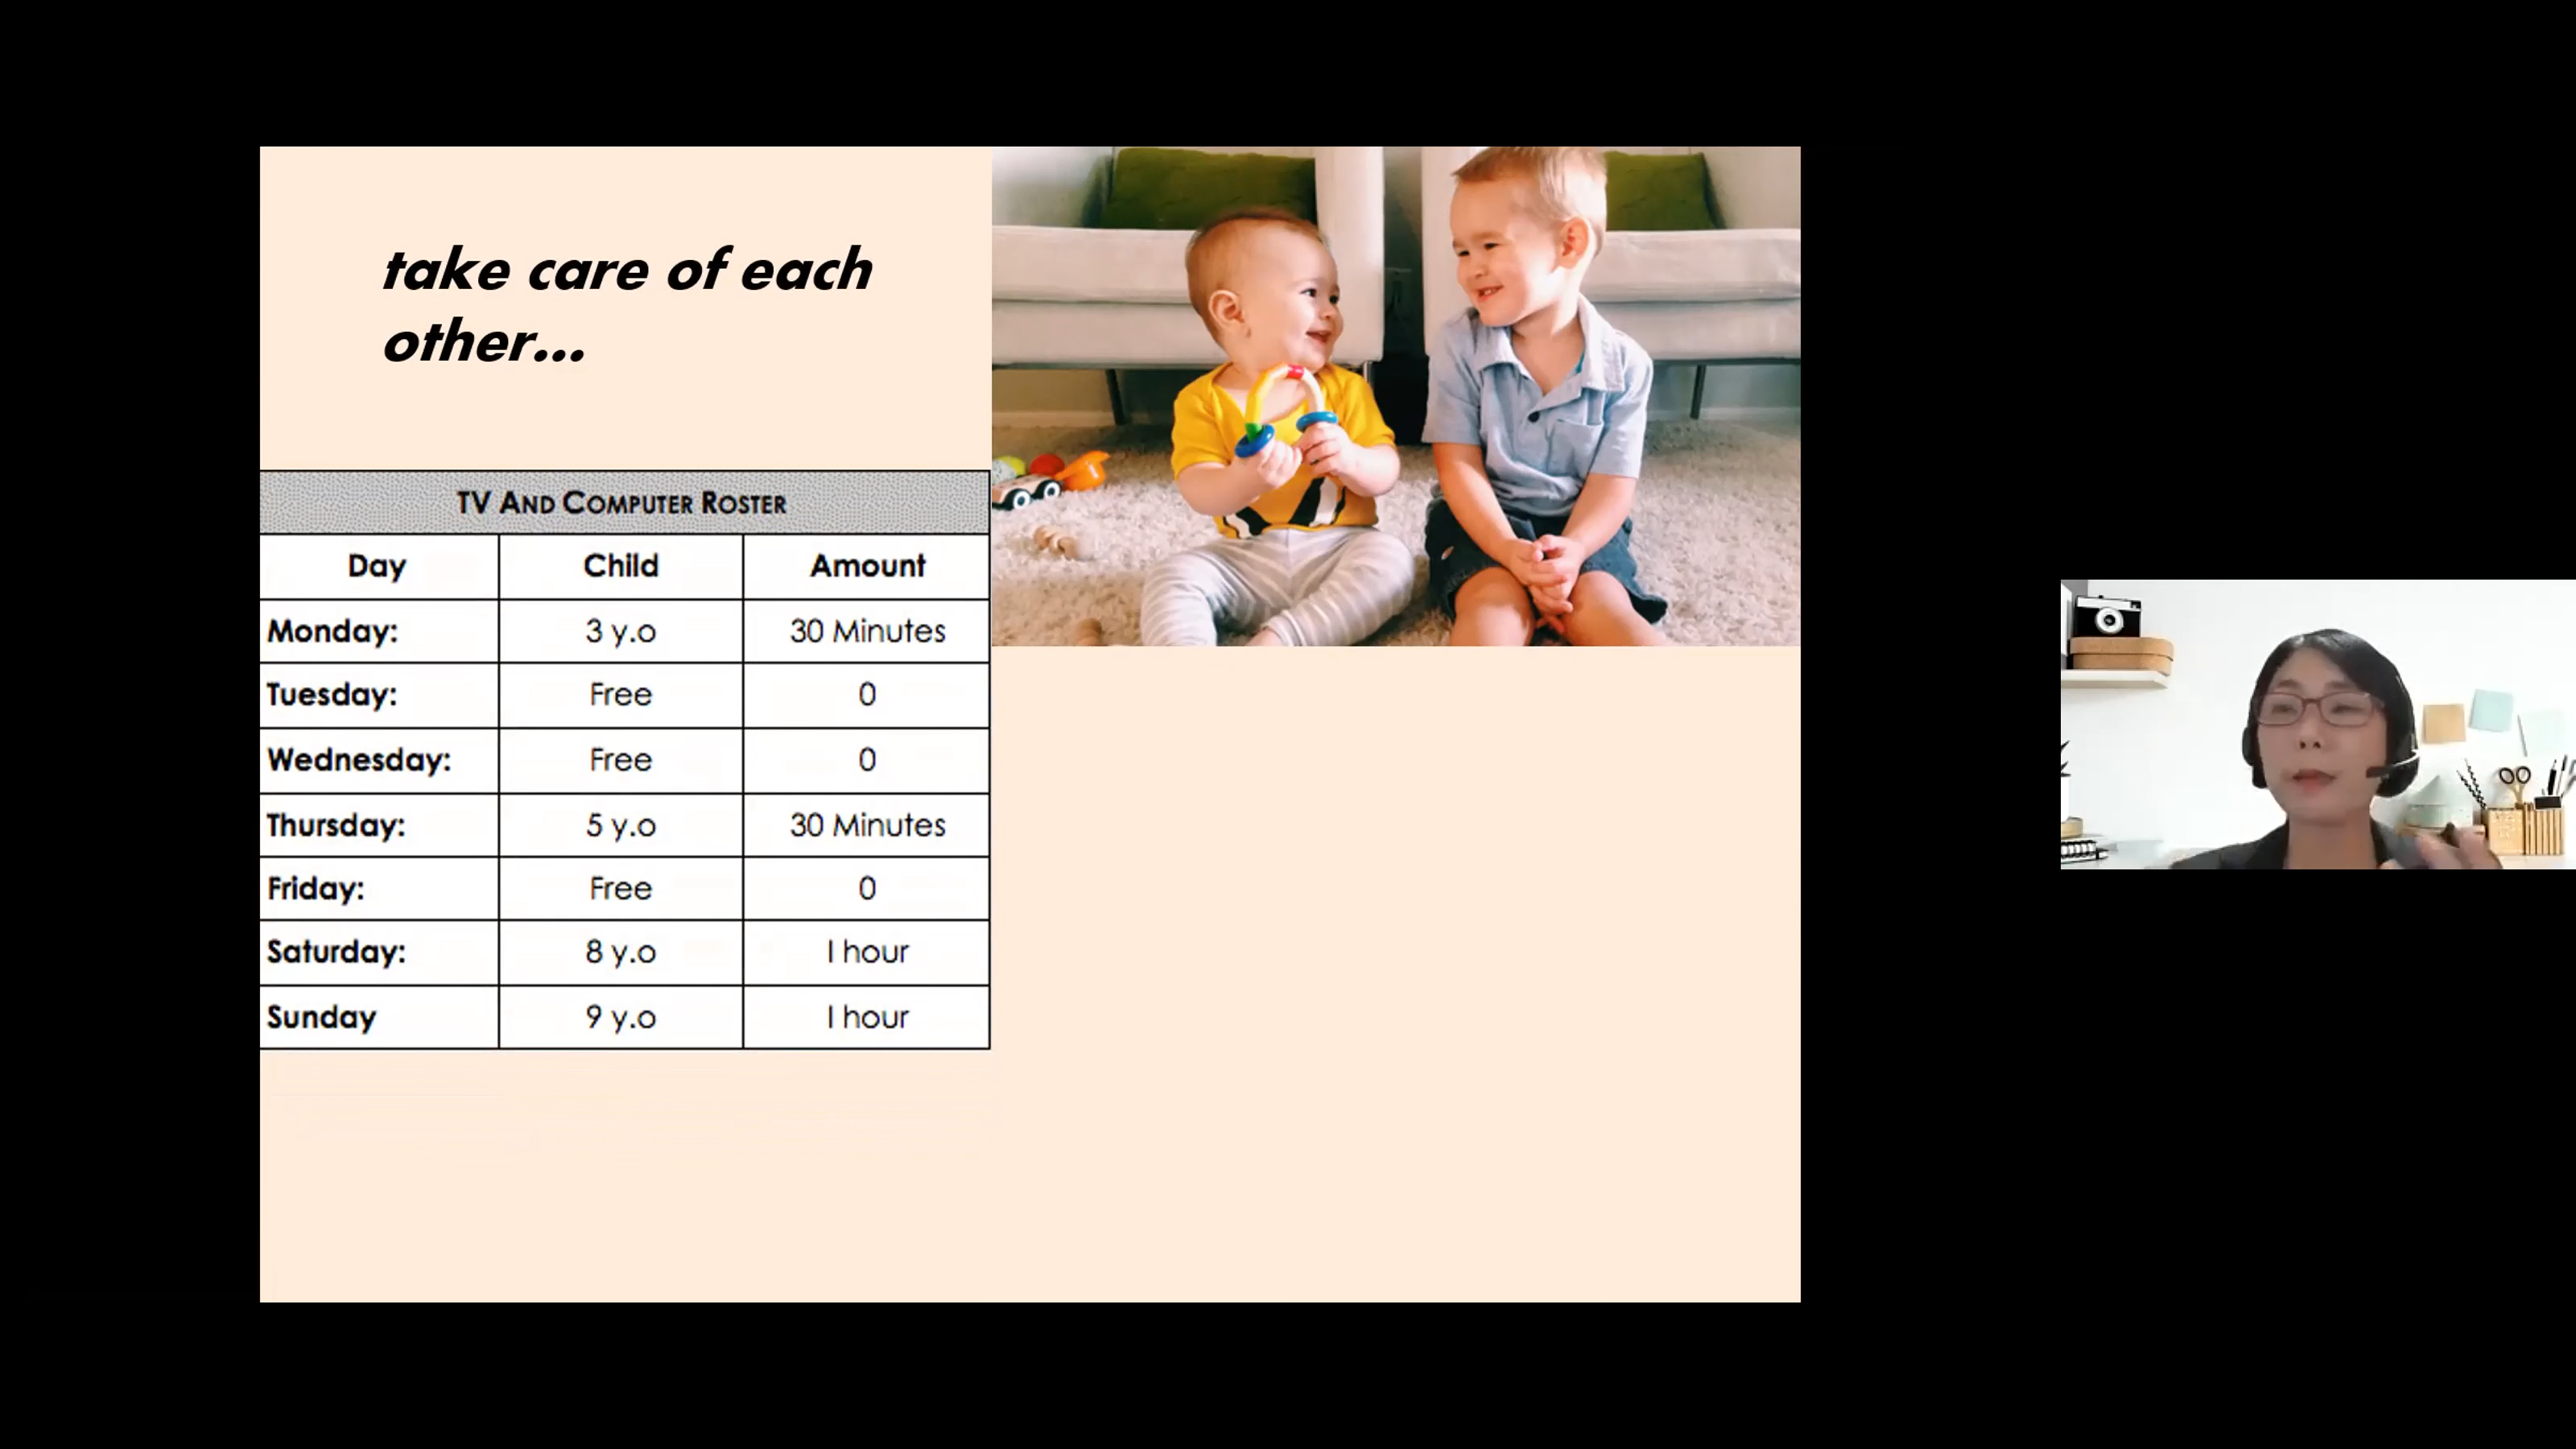 take care of each
other...
TV AND COMPUTER ROSTER
Day Child Amount
Monday: 3 y.o 30 Minutes
Tuesday: Free 0
Wednesday: Free 0
Thursday: 5 y.o 30 Minutes
Friday: Free 0
Saturday: 8 y.o 1 hour
Sunday 9 y.o 1 hour